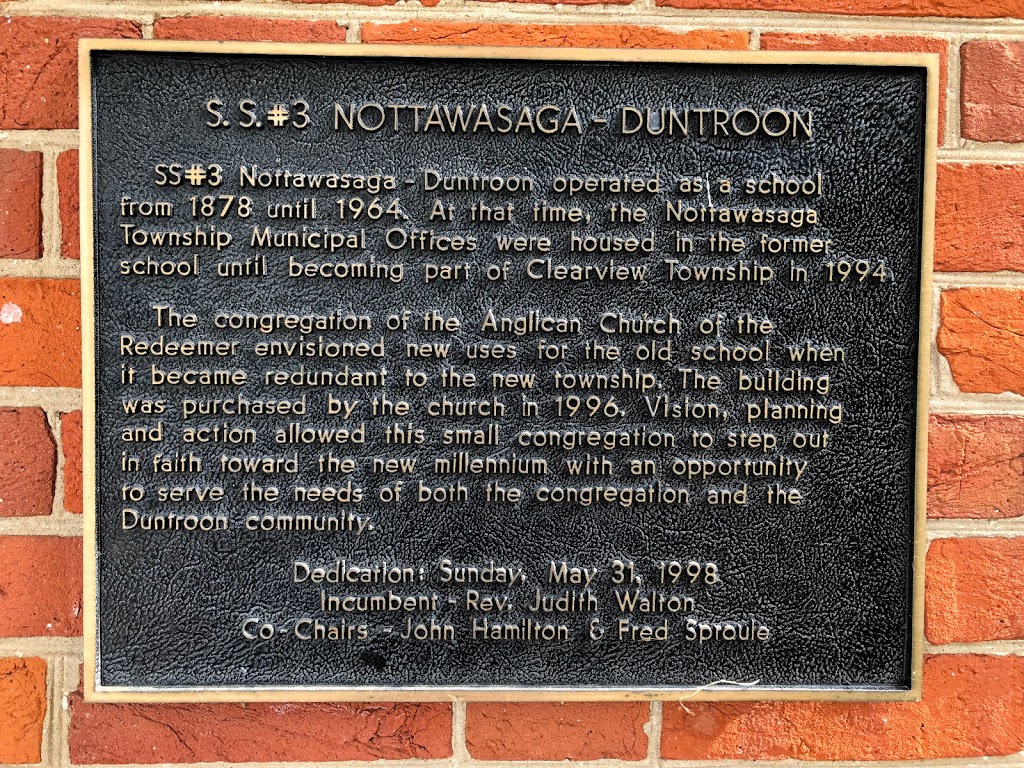 S. S. #3 NOTTAWASAGA - DUNTROON
SS#3 Nottawasaga - Duntroon operated as a school
from 1878 until 1964. At that time, the Nottawasaga
Township Municipal Offices were housed in the former
school until becoming part of Clearview Township in 1994.
The congregation of the Anglican Church of the
Redeemer envisioned new uses for the old school when
it became redundant to the new township. The building
was purchased by the church in 1996. Vision, planning
and action allowed this small congregation to step out
in faith toward the new millennium with an opportunity
to serve the needs of both the congregation and the
Duntroon community.
Dedication: Sunday, May 31, 1998
Incumbent - Rev. Judith Walton
Co-Chairs - John Hamilton & Fred Sproule